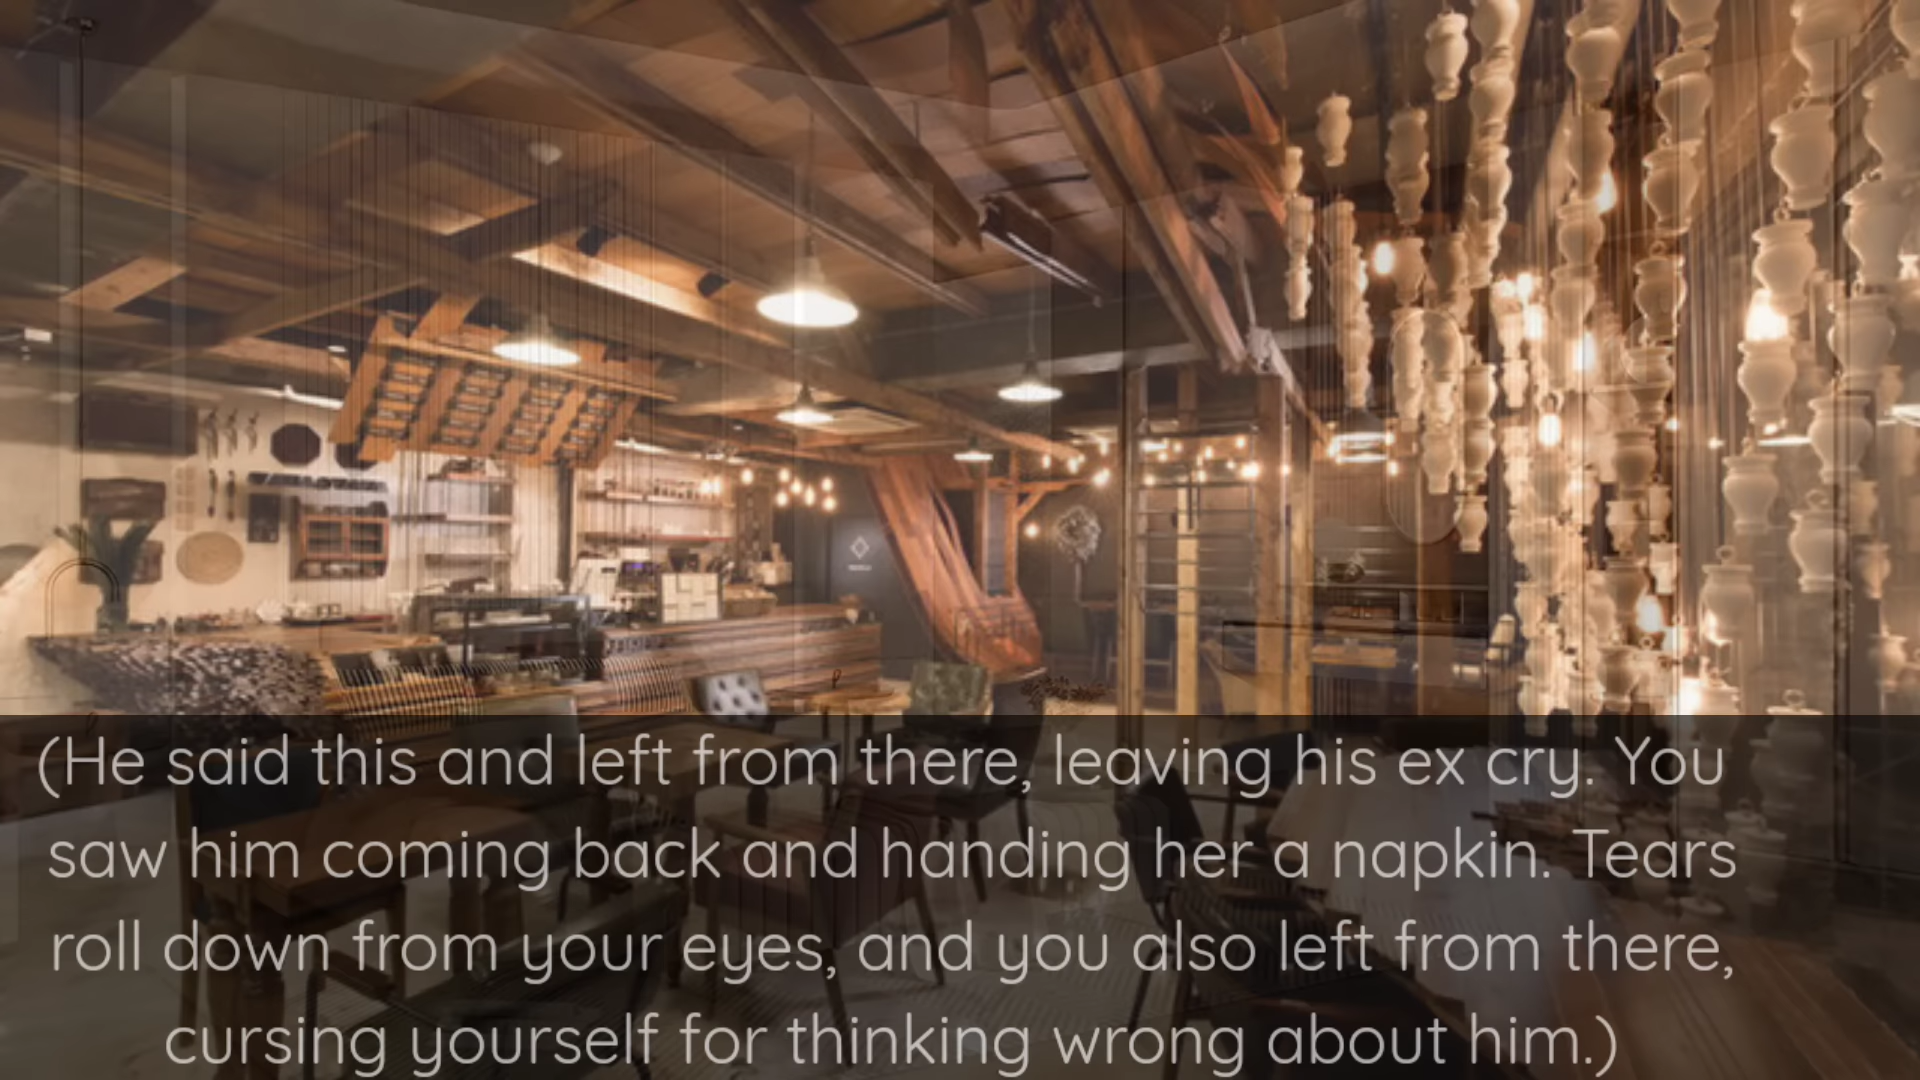 (He said this and left from there, leaving his ex cry. You
saw him coming back and handing her a napkin. Tears
roll down from your eyes, and you also left from there,
cursing yourself for thinking wrong about him.)